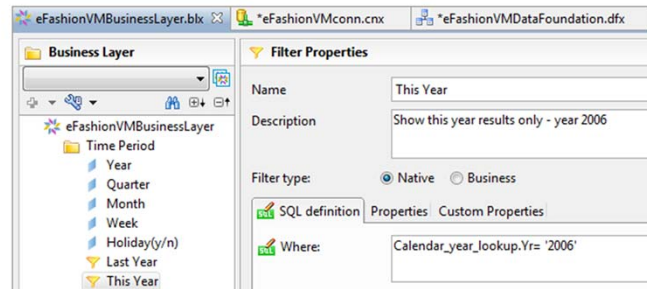 eFashionVMBusinessLayer.blx
*eFashionVMconn.cnx
*eFashionVMDataFoundation.dfx
Business Layer
Filter Properties
Name
This Year
Description
Show this year results only - year 2006
eFashionVMBusinessLayer
Time Period
Year
Quarter
Month
Week
Holiday(y/n)
Last Year
This Year
Filter type:
Native
Business
SQL definition
Properties
Custom Properties
Where:
Calendar_year_lookup.Yr= '2006'